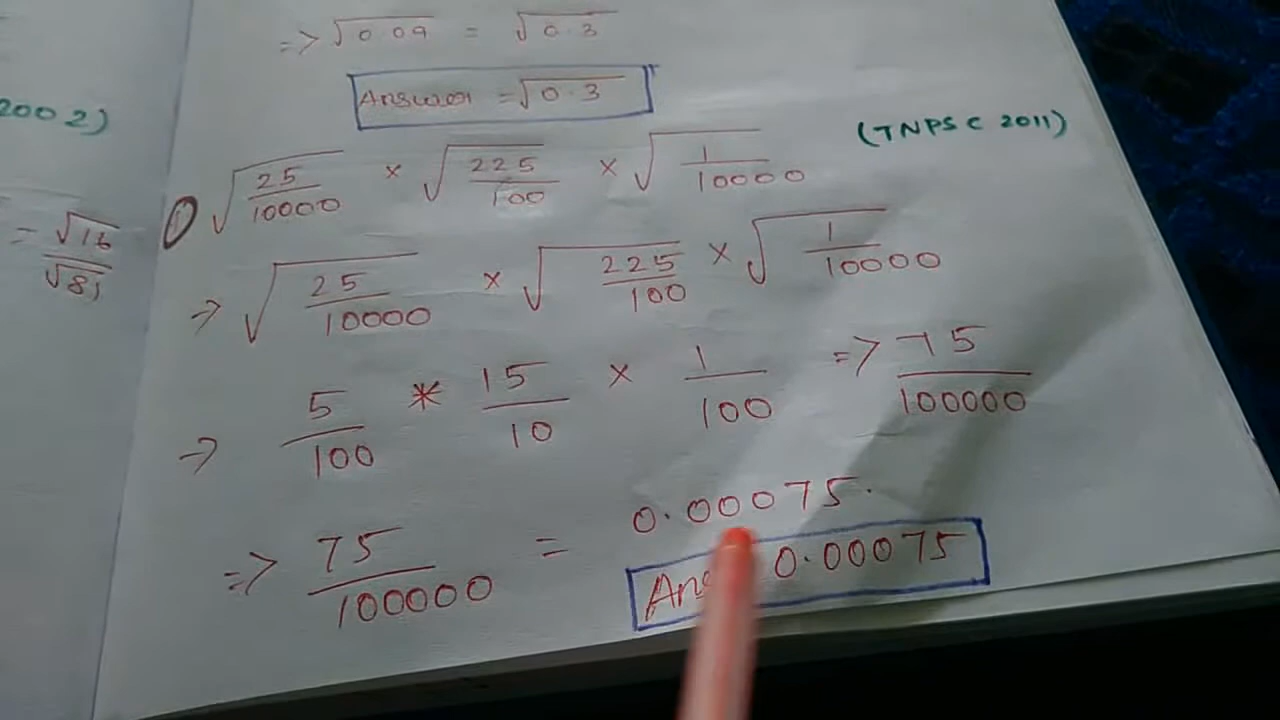 => √0.09 = √0.3
Answer = √0.3
2002)
(TNPSC 2011)
① √25/10000 × √225/100 × √1/10000
= √16/√81
→ √25/10000 × √225/100 × √1/10000
→ 5/100 * 15/10 × 1/100 => 75/100000
=> 75/100000 = 0.00075.
0.00075